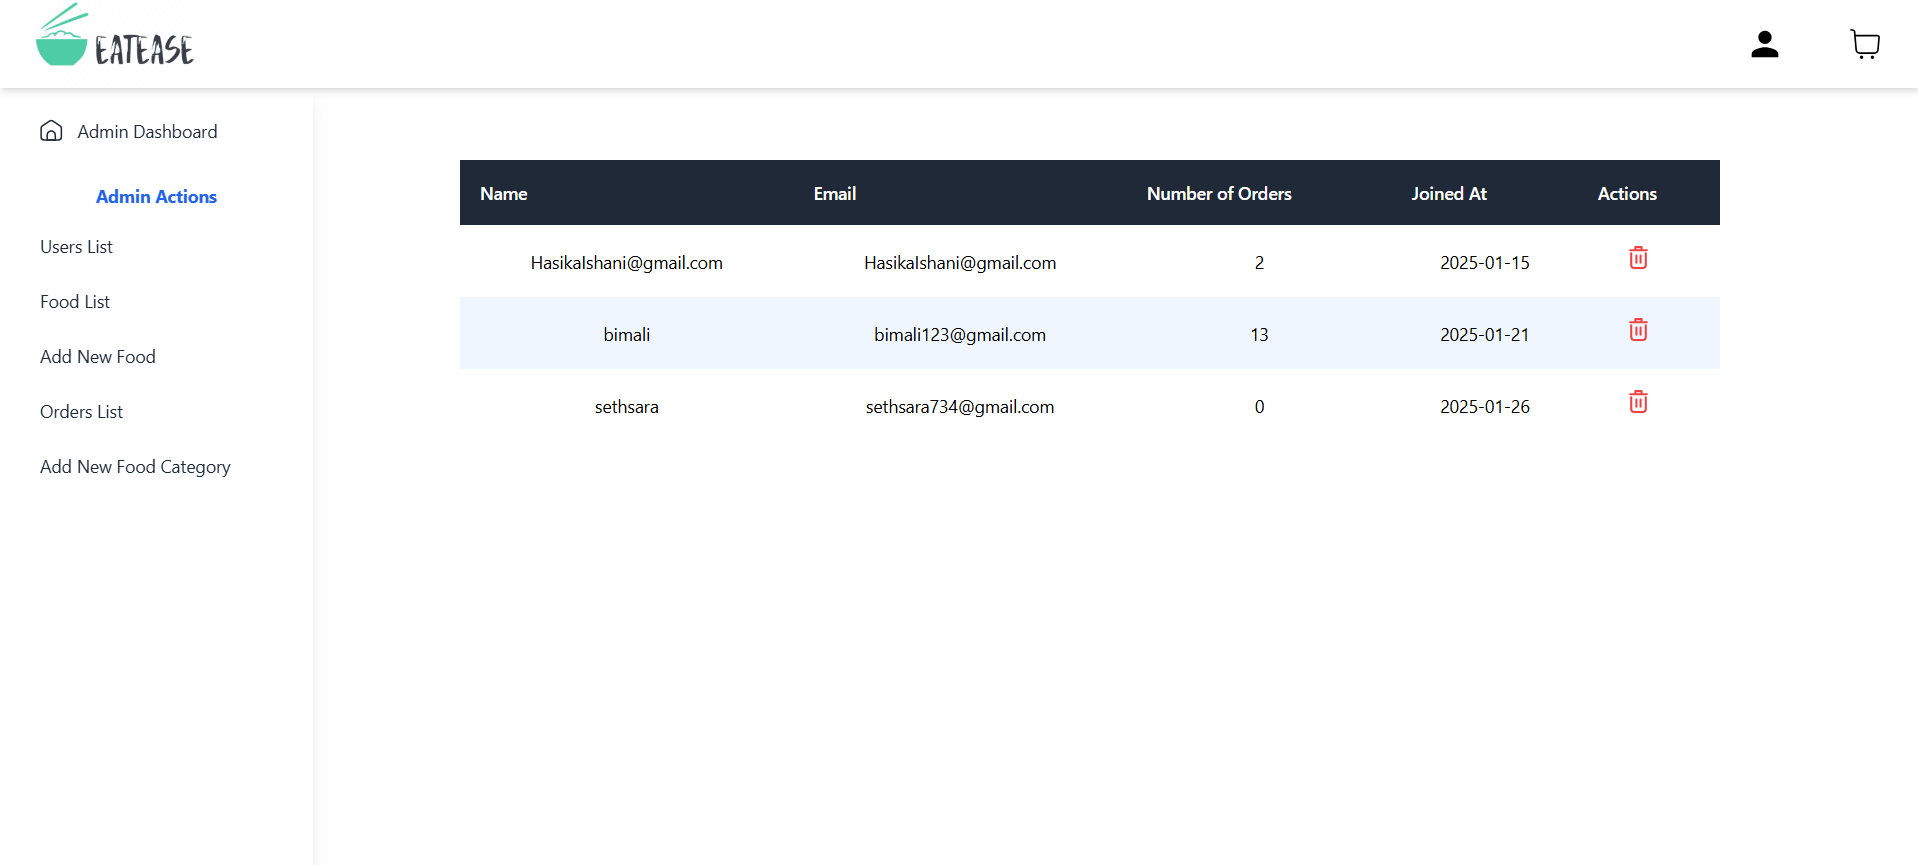 EATEASE
Admin Dashboard
Admin Actions
Users List
Food List
Add New Food
Orders List
Add New Food Category
Name Email Number of Orders Joined At Actions
HasikaIshani@gmail.com HasikaIshani@gmail.com 2 2025-01-15
bimali bimali123@gmail.com 13 2025-01-21
sethsara sethsara734@gmail.com 0 2025-01-26